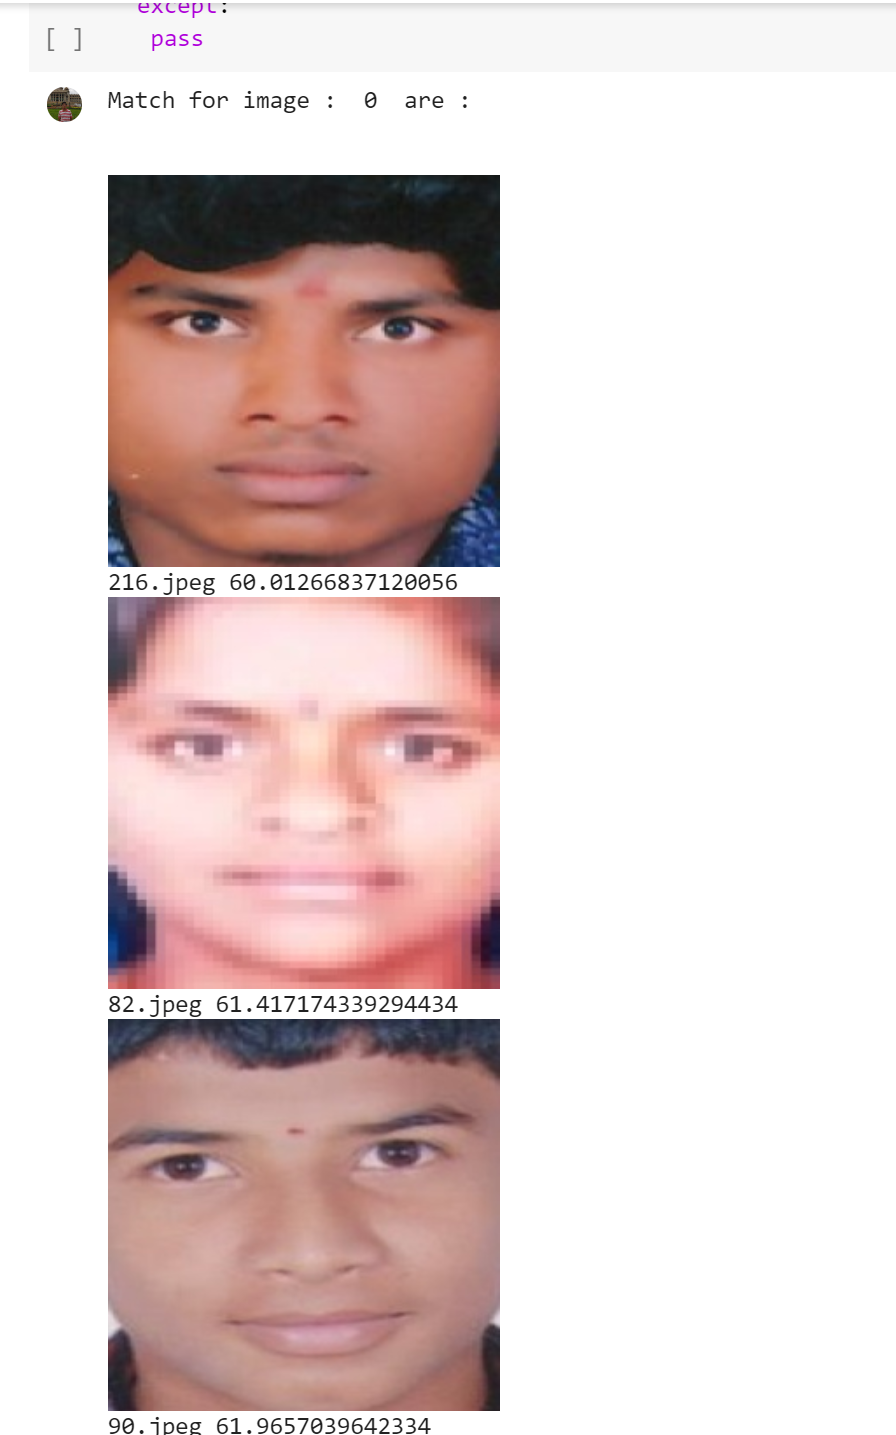 except:
[ ] pass
Match for image :  0  are :
216.jpeg 60.01266837120056
82.jpeg 61.417174339294434
90.jpeg 61.9657039642334